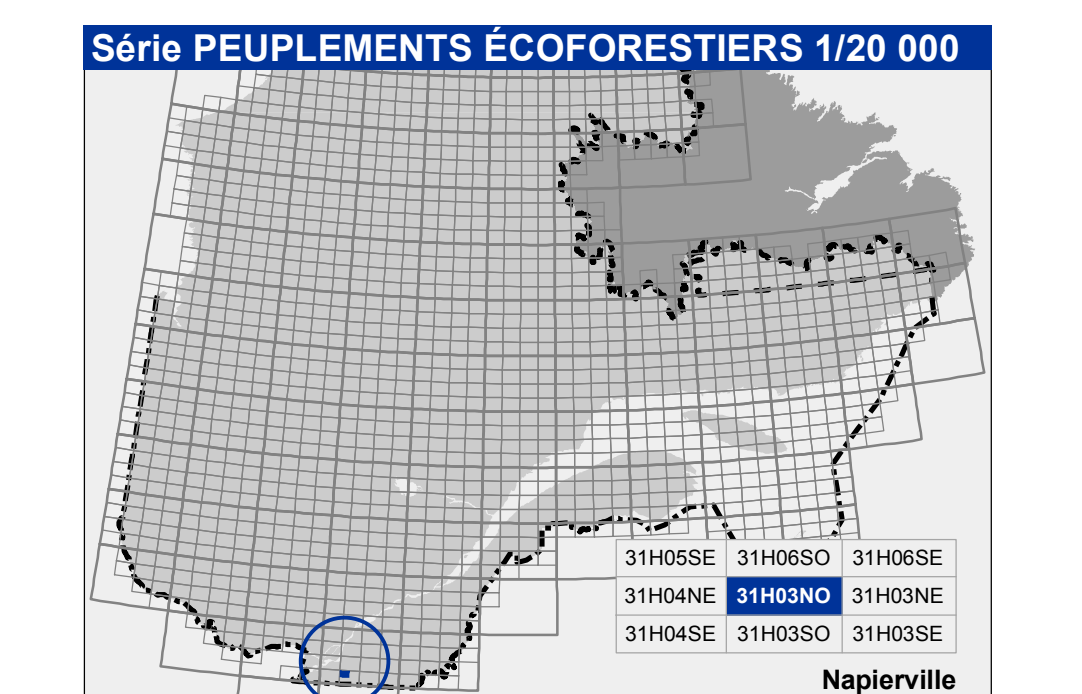 Série PEUPLEMENTS ÉCOFORESTIERS 1/20 000
31H05SE 31H06SO 31H06SE
31H04NE 31H03NO 31H03NE
31H04SE 31H03SO 31H03SE
Napierville